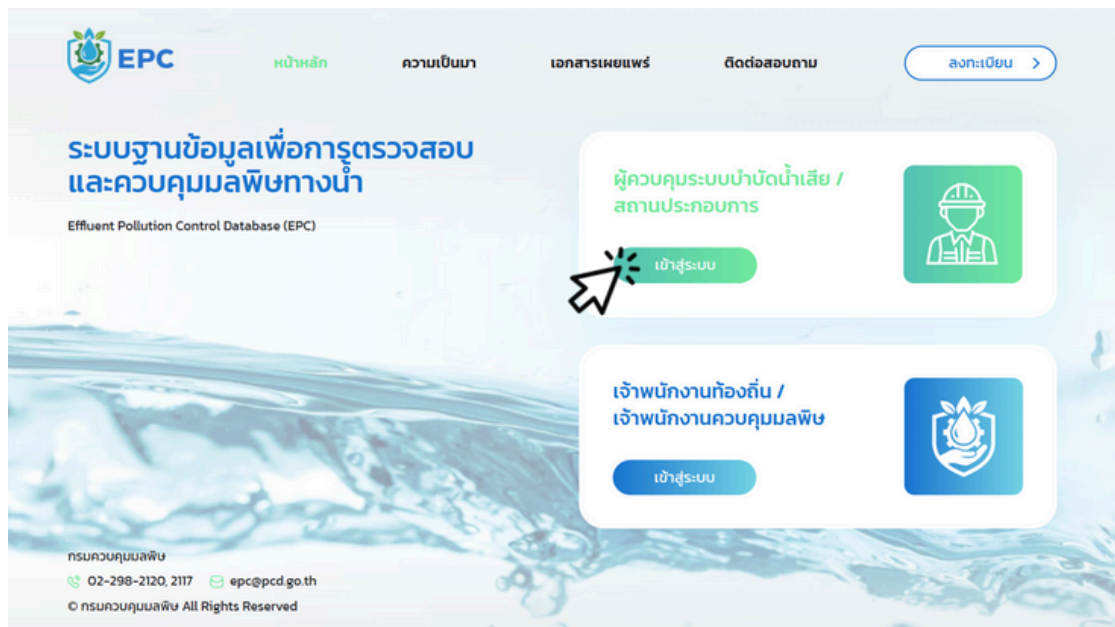 EPC
หน้าหลัก
ความเป็นมา
เอกสารเผยแพร่
ติดต่อสอบถาม
ลงทะเบียน
ระบบฐานข้อมูลเพื่อการตรวจสอบ
และควบคุมมลพิษทางน้ำ
Effluent Pollution Control Database (EPC)
ผู้ควบคุมระบบบำบัดน้ำเสีย /
สถานประกอบการ
เข้าสู่ระบบ
เจ้าพนักงานท้องถิ่น /
เจ้าพนักงานควบคุมมลพิษ
เข้าสู่ระบบ
กรมควบคุมมลพิษ
02-298-2120, 2117 epc@pcd.go.th
© กรมควบคุมมลพิษ All Rights Reserved